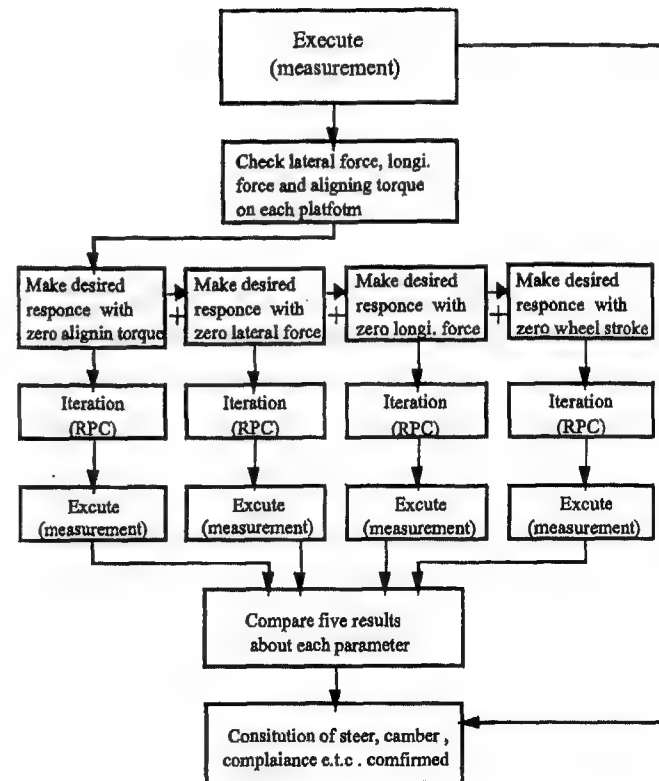 Execute
(measurement)
Check lateral force, longi.
force and aligning torque
on each platfotm
Make desired
responce with
zero alignin torque
+
Make desired
responce with
zero lateral force
+
Make desired
responce with
zero longi. force
+
Make desired
responce with
zero wheel stroke
Iteration
(RPC)
Iteration
(RPC)
Iteration
(RPC)
Iteration
(RPC)
Excute
(measurement)
Excute
(measurement)
Excute
(measurement)
Excute
(measurement)
Compare five results
about each parameter
Consitution of steer, camber ,
complaiance e.t.c . comfirmed